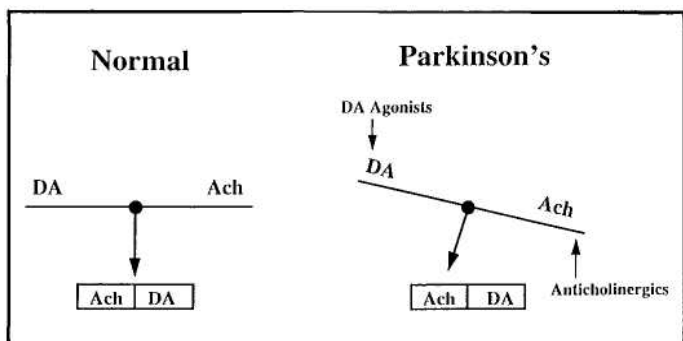 Normal
Parkinson's
DA Agonists
DA Ach
DA
Ach
Ach DA
Ach DA
Anticholinergics